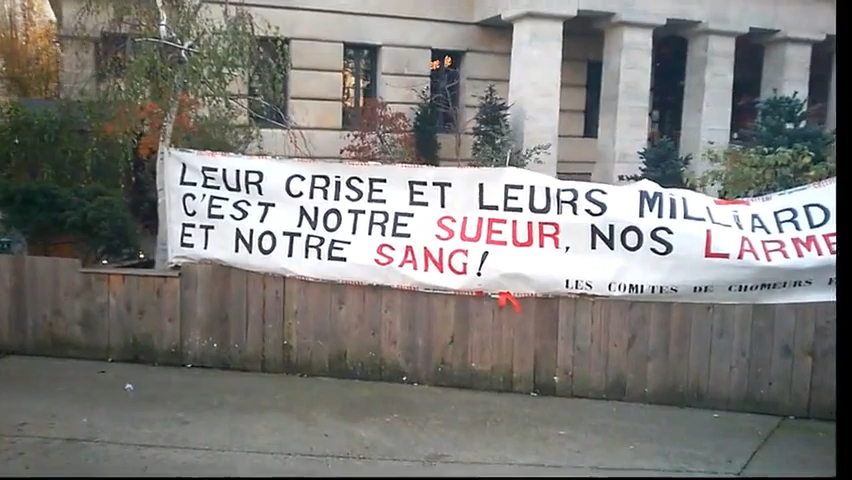 LEUR CRISE ET LEURS MILLIARD
C'EST NOTRE SUEUR, NOS LARME
ET NOTRE SANG!
LES COMITES DE CHOMEURS